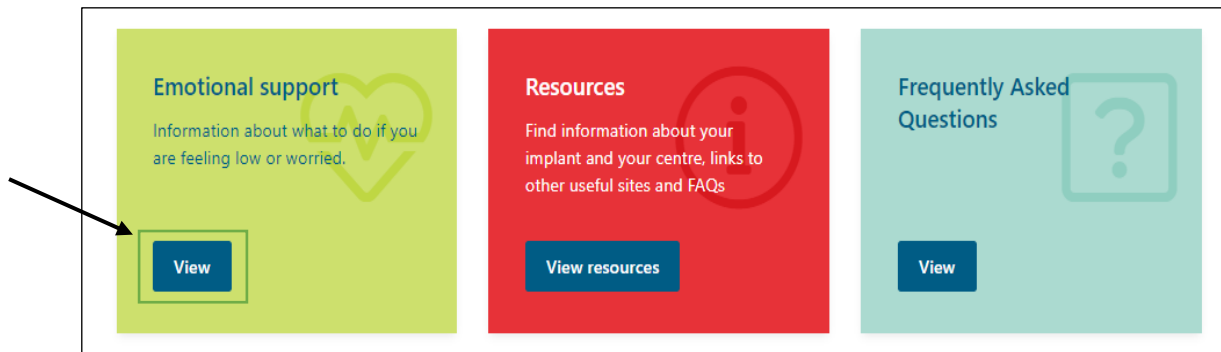 Emotional support
Information about what to do if you
are feeling low or worried.
View
Resources
Find information about your
implant and your centre, links to
other useful sites and FAQs
View resources
Frequently Asked
Questions
View